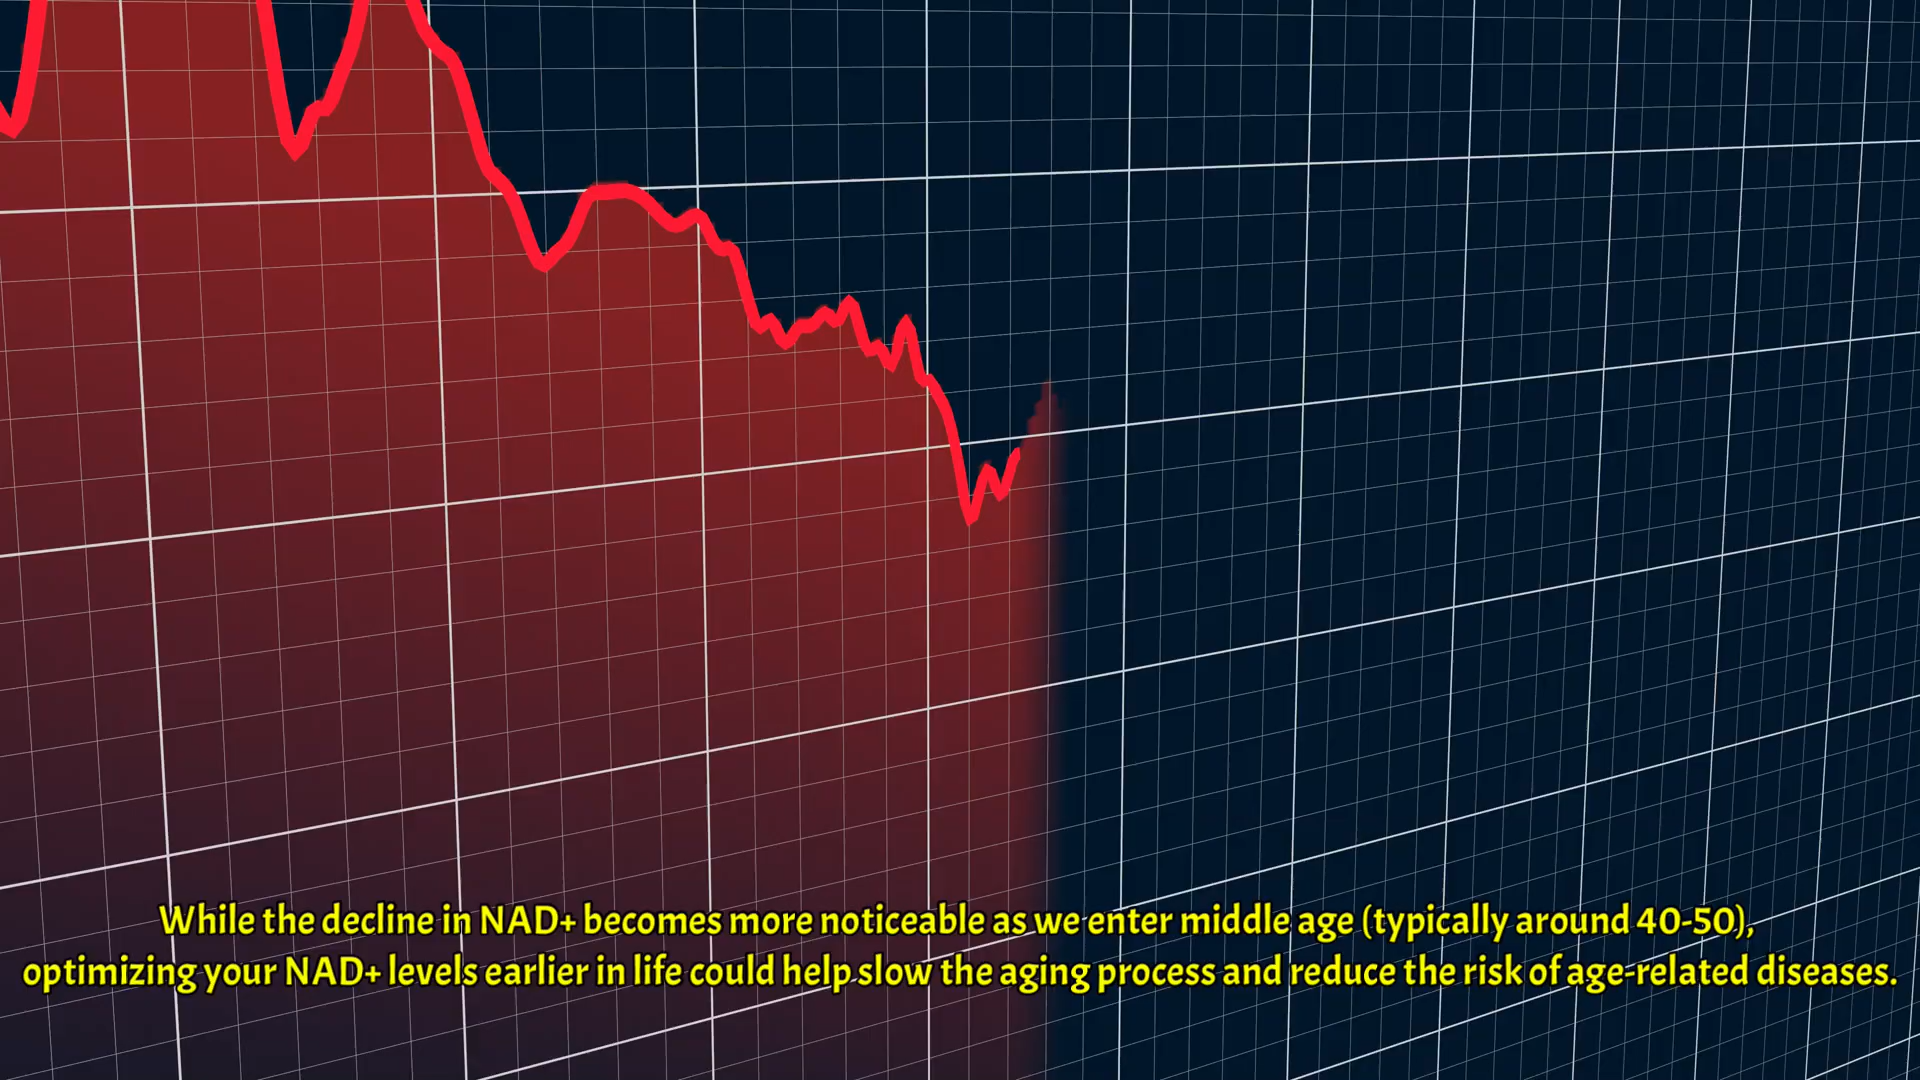 While the decline in NAD+ becomes more noticeable as we enter middle age (typically around 40-50),
optimizing your NAD+ levels earlier in life could help slow the aging process and reduce the risk of age-related diseases.